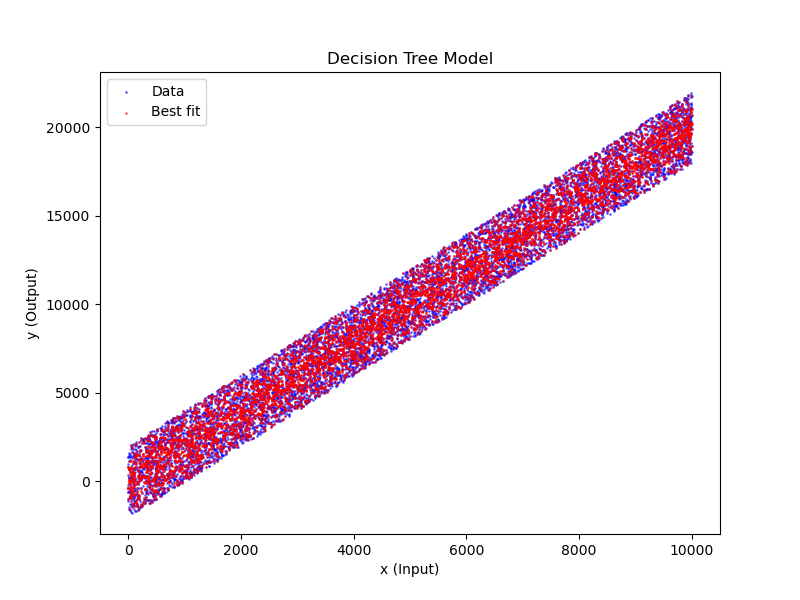 Decision Tree Model
Data
Best fit
20000
15000
10000
5000
0
y (Output)
0 2000 4000 6000 8000 10000
x (Input)